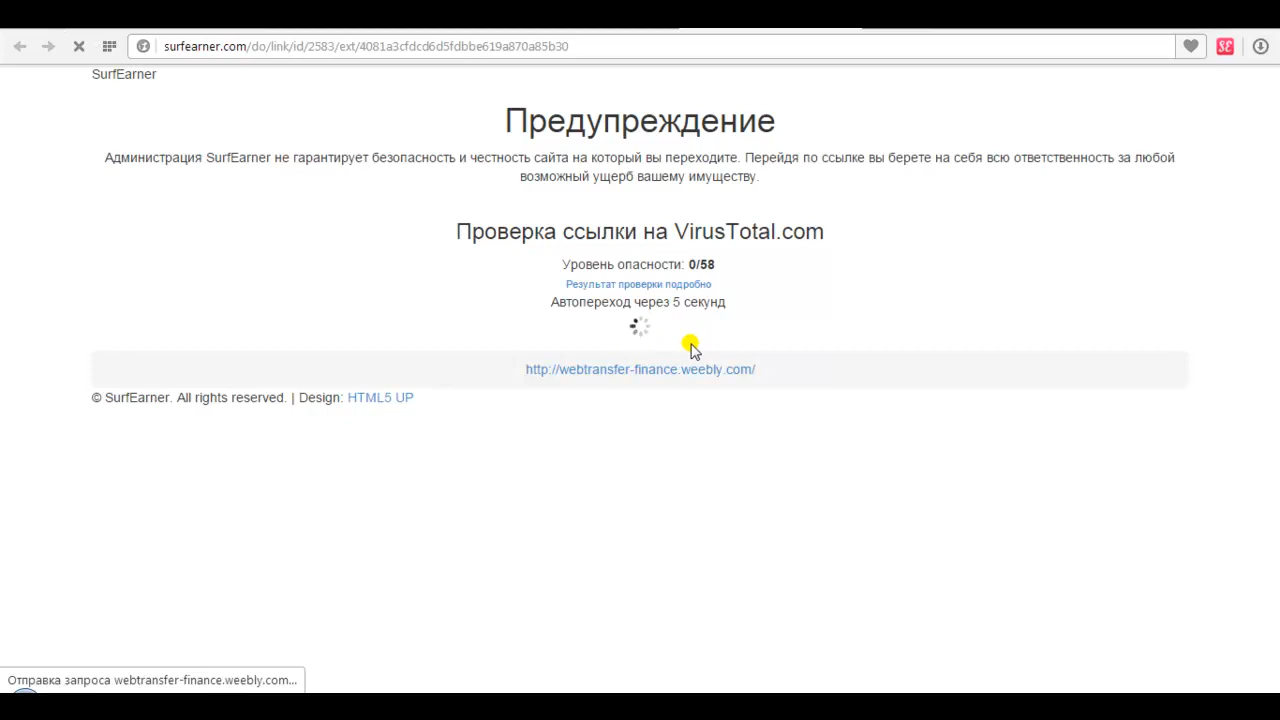 surfearner.com/do/link/id/2583/ext/4081a3cfdcd6d5fdbbe619a870a85b30
SE
SurfEarner
Предупреждение
Администрация SurfEarner не гарантирует безопасность и честность сайта на который вы переходите. Перейдя по ссылке вы берете на себя всю ответственность за любой
возможный ущерб вашему имуществу.
Проверка ссылки на VirusTotal.com
Уровень опасности: 0/58
Результат проверки подробно
Автопереход через 5 секунд
http://webtransfer-finance.weebly.com/
© SurfEarner. All rights reserved. | Design: HTML5 UP
Отправка запроса webtransfer-finance.weebly.com...